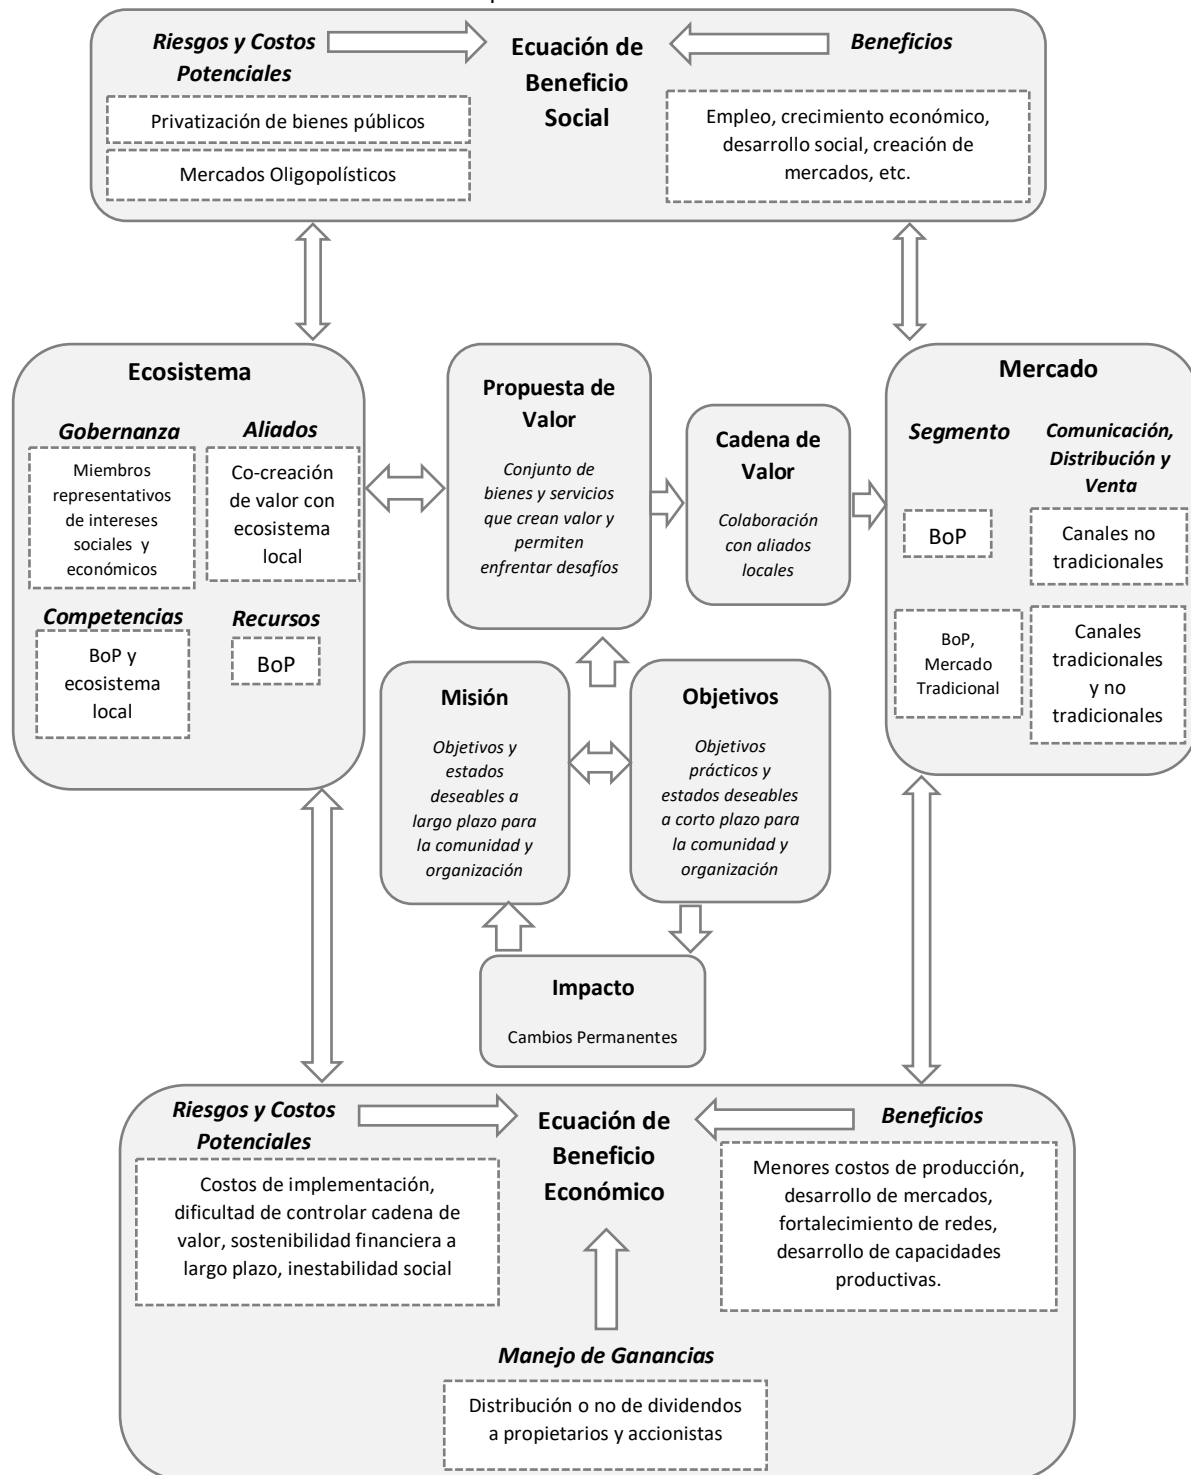 Riesgos y Costos
Potenciales
Ecuación de
Beneficio
Social
Beneficios
Privatización de bienes públicos
Mercados Oligopolísticos
Empleo, crecimiento económico,
desarrollo social, creación de
mercados, etc.
Ecosistema
Gobernanza
Miembros
representativos
de intereses
sociales y
económicos
Aliados
Co-creación
de valor con
ecosistema
local
Competencias
BoP y
ecosistema
local
Recursos
BoP
Propuesta de
Valor
Conjunto de
bienes y servicios
que crean valor y
permiten
enfrentar desafíos
Cadena de
Valor
Colaboración
con aliados
locales
Mercado
Segmento
Comunicación,
Distribución y
Venta
BoP
Canales no
tradicionales
BoP,
Mercado
Tradicional
Canales
tradicionales
y no
tradicionales
Misión
Objetivos y
estados
deseables a
largo plazo para
la comunidad y
organización
Objetivos
Objetivos
prácticos y
estados deseables
a corto plazo para
la comunidad y
organización
Impacto
Cambios Permanentes
Riesgos y Costos
Potenciales
Ecuación de
Beneficio
Económico
Beneficios
Costos de implementación,
dificultad de controlar cadena de
valor, sostenibilidad financiera a
largo plazo, inestabilidad social
Menores costos de producción,
desarrollo de mercados,
fortalecimiento de redes,
desarrollo de capacidades
productivas.
Manejo de Ganancias
Distribución o no de dividendos
a propietarios y accionistas